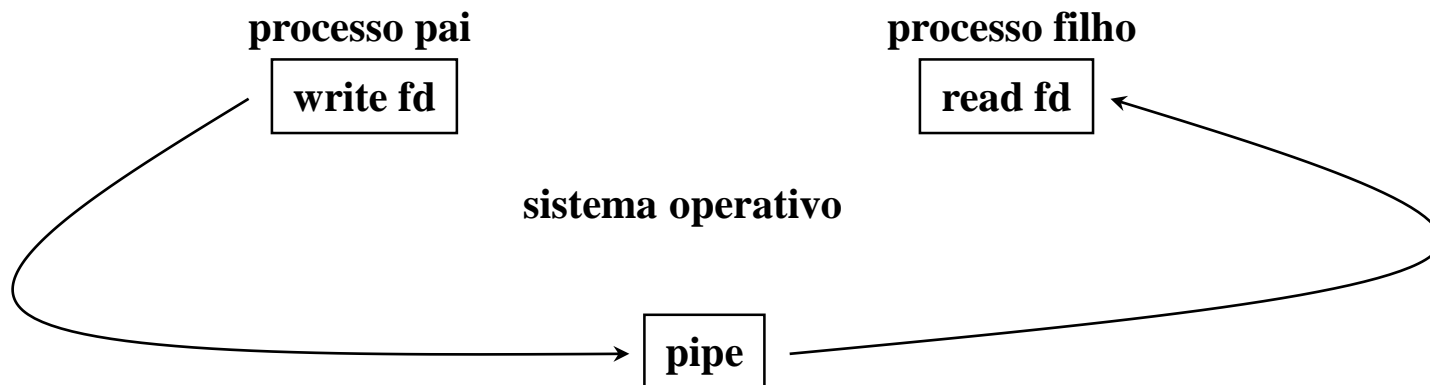 processo pai
processo filho
write fd
read fd
sistema operativo
pipe